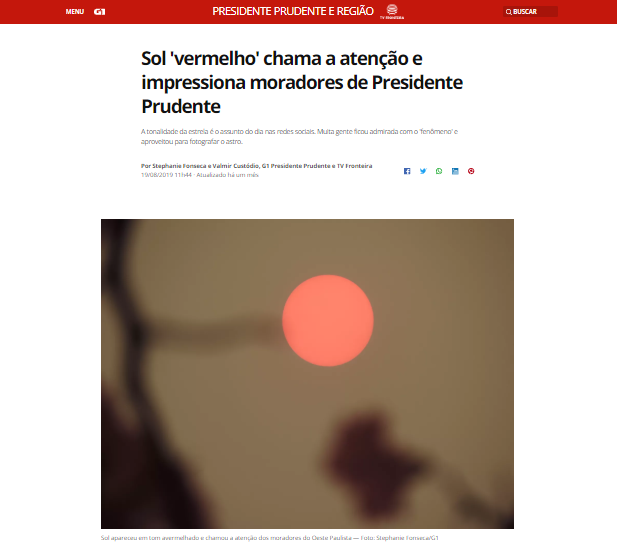 MENU G1 PRESIDENTE PRUDENTE E REGIÃO TV FRONTEIRA BUSCAR
Sol 'vermelho' chama a atenção e
impressiona moradores de Presidente
Prudente
A tonalidade da estrela é o assunto do dia nas redes sociais. Muita gente ficou admirada com o 'fenômeno' e
aproveitou para fotografar o astro.
Por Stephanie Fonseca e Valmir Custódio, G1 Presidente Prudente e TV Fronteira
19/08/2019 11h44 · Atualizado há um mês
Sol apareceu em tom avermelhado e chamou a atenção dos moradores do Oeste Paulista — Foto: Stephanie Fonseca/G1